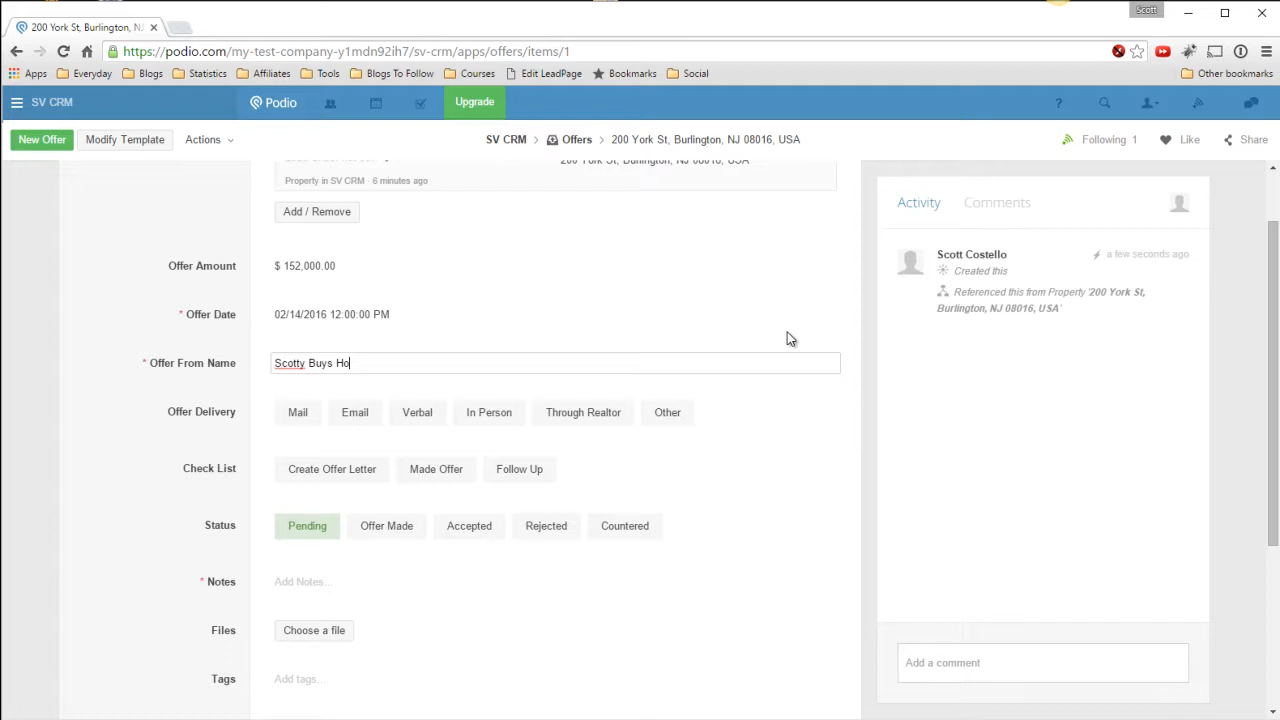 Scott
200 York St, Burlington, NJ
https://podio.com/my-test-company-y1mdn92ih7/sv-crm/apps/offers/items/1
Apps Everyday Blogs Statistics Affiliates Tools Blogs To Follow Courses Edit LeadPage Bookmarks Social Other bookmarks
SV CRM Podio Upgrade ?
New Offer Modify Template Actions SV CRM Offers 200 York St, Burlington, NJ 08016, USA Following 1 Like Share
200 York St, Burlington, NJ 08016, USA
Property in SV CRM · 6 minutes ago
Add / Remove
Activity Comments
Scott Costello a few seconds ago
Created this
Referenced this from Property '200 York St,
Burlington, NJ 08016, USA'
Offer Amount $ 152,000.00
* Offer Date 02/14/2016 12:00:00 PM
* Offer From Name Scotty Buys Ho
Offer Delivery Mail Email Verbal In Person Through Realtor Other
Check List Create Offer Letter Made Offer Follow Up
Status Pending Offer Made Accepted Rejected Countered
* Notes Add Notes...
Files Choose a file
Tags Add tags...
Add a comment